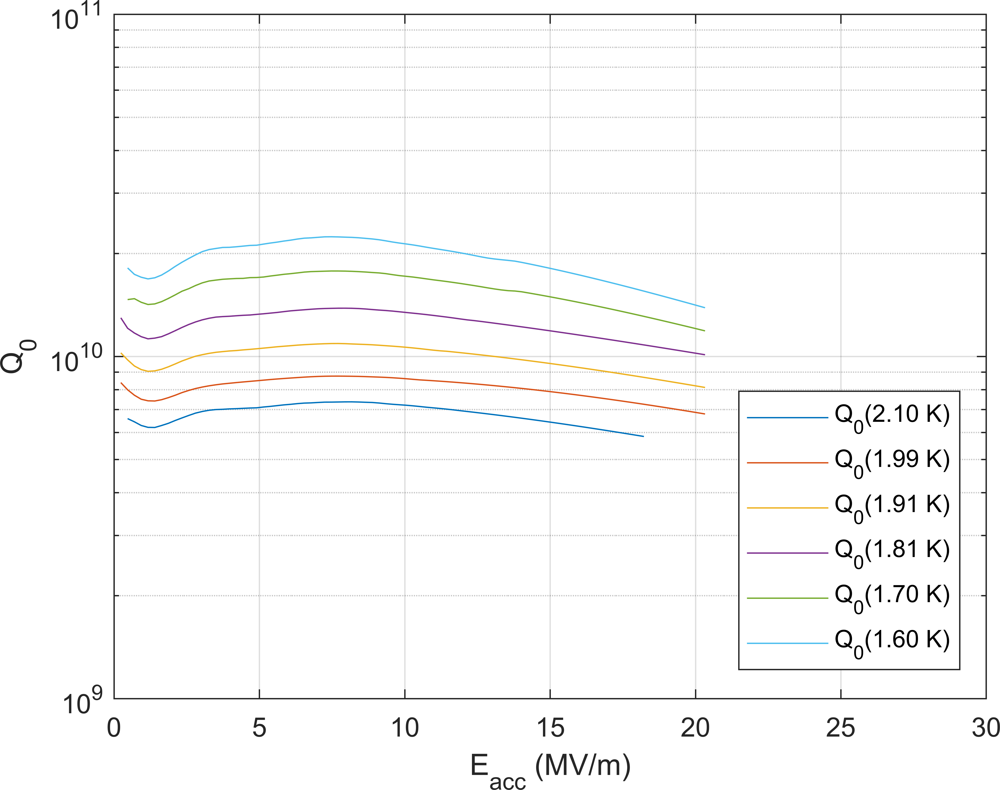 10^11
10^10
10^9
Q_0
0 5 10 15 20 25 30
E_acc (MV/m)
Q_0(2.10 K)
Q_0(1.99 K)
Q_0(1.91 K)
Q_0(1.81 K)
Q_0(1.70 K)
Q_0(1.60 K)